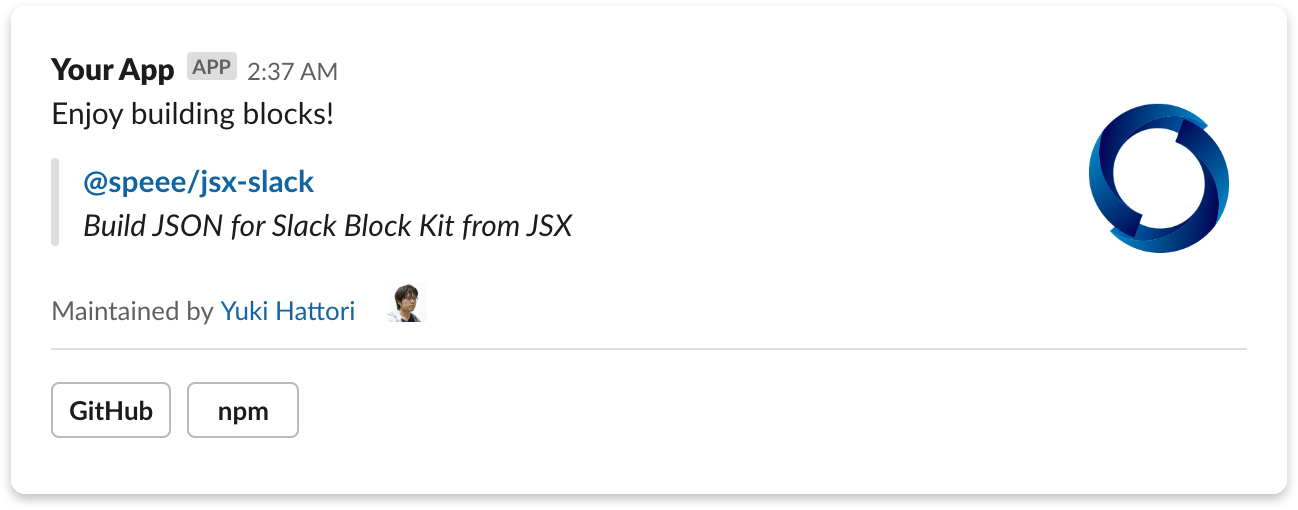 Your App APP 2:37 AM
Enjoy building blocks!
@speee/jsx-slack
Build JSON for Slack Block Kit from JSX
Maintained by Yuki Hattori
GitHub npm